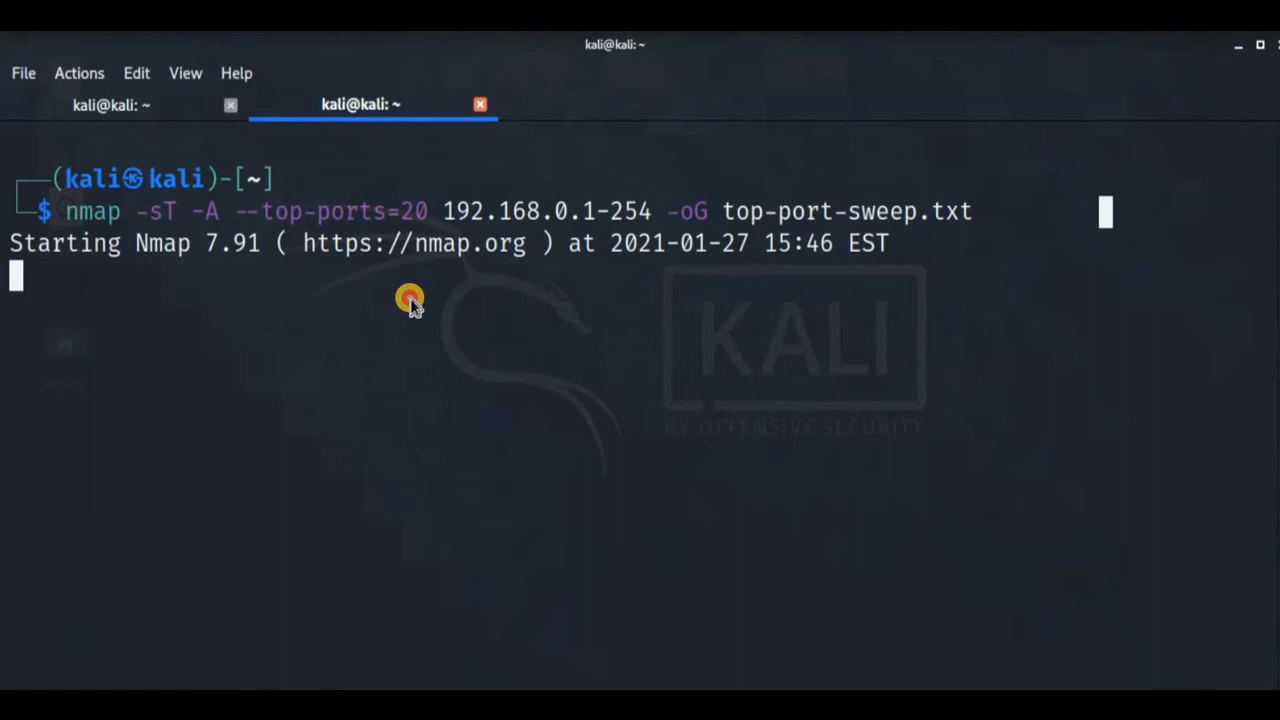 kali@kali: ~
File Actions Edit View Help
kali@kali: ~ kali@kali: ~
(kali㉿kali)-[~]
$ nmap -sT -A --top-ports=20 192.168.0.1-254 -oG top-port-sweep.txt
Starting Nmap 7.91 ( https://nmap.org ) at 2021-01-27 15:46 EST
KALI
BY OFFENSIVE SECURITY